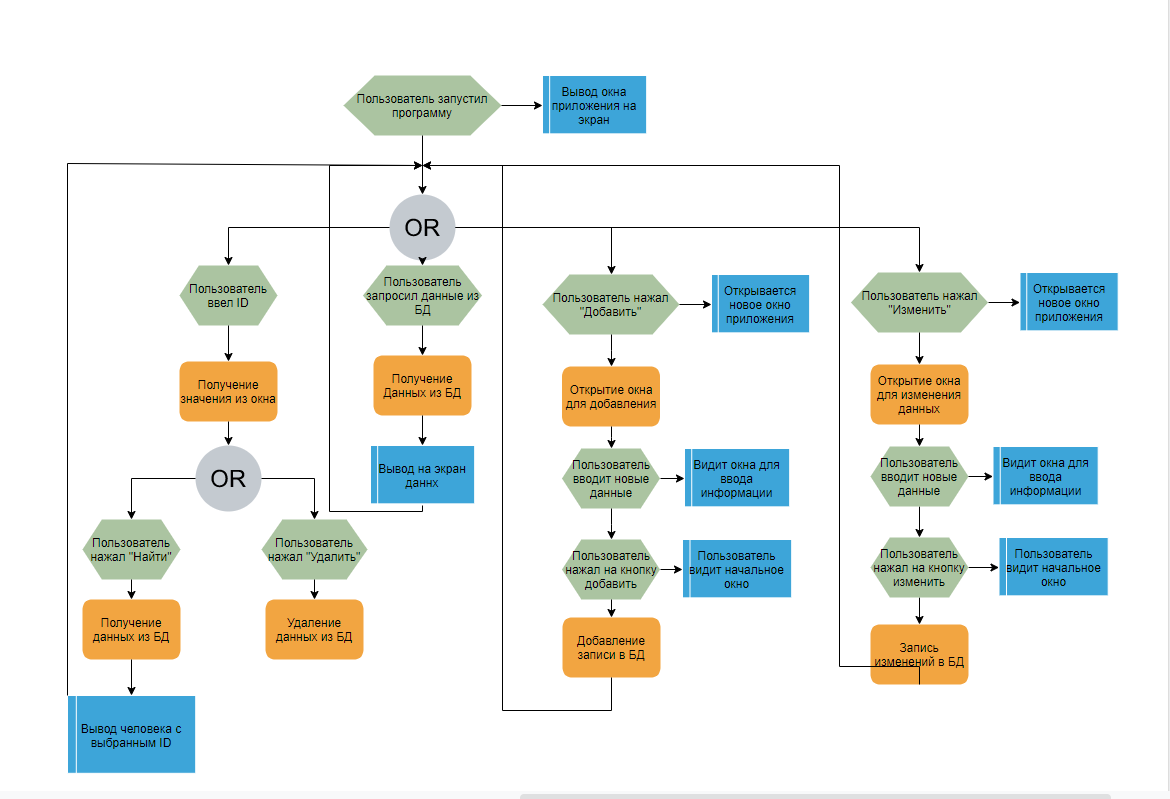 Пользователь запустил
программу
Вывод окна
приложения на
экран
OR
Пользователь
ввел ID
Пользователь
запросил данные из
БД
Пользователь нажал
"Добавить"
Открывается
новое окно
приложения
Пользователь нажал
"Изменить"
Открывается
новое окно
приложения
Получение
значения из окна
Получение
Данных из БД
Открытие окна
для добавления
Открытие окна
для изменения
данных
OR
Вывод на экран
даннх
Пользователь
вводит новые
данные
Видит окна для
ввода
информации
Пользователь
вводит новые
данные
Видит окна для
ввода
информации
Пользователь
нажал "Найти"
Пользователь
нажал "Удалить"
Пользователь
нажал на кнопку
добавить
Пользователь
видит начальное
окно
Пользователь
нажал на кнопку
изменить
Пользователь
видит начальное
окно
Получение
данных из БД
Удаление
данных из БД
Добавление
записи в БД
Запись
изменений в БД
Вывод человека с
выбранным ID